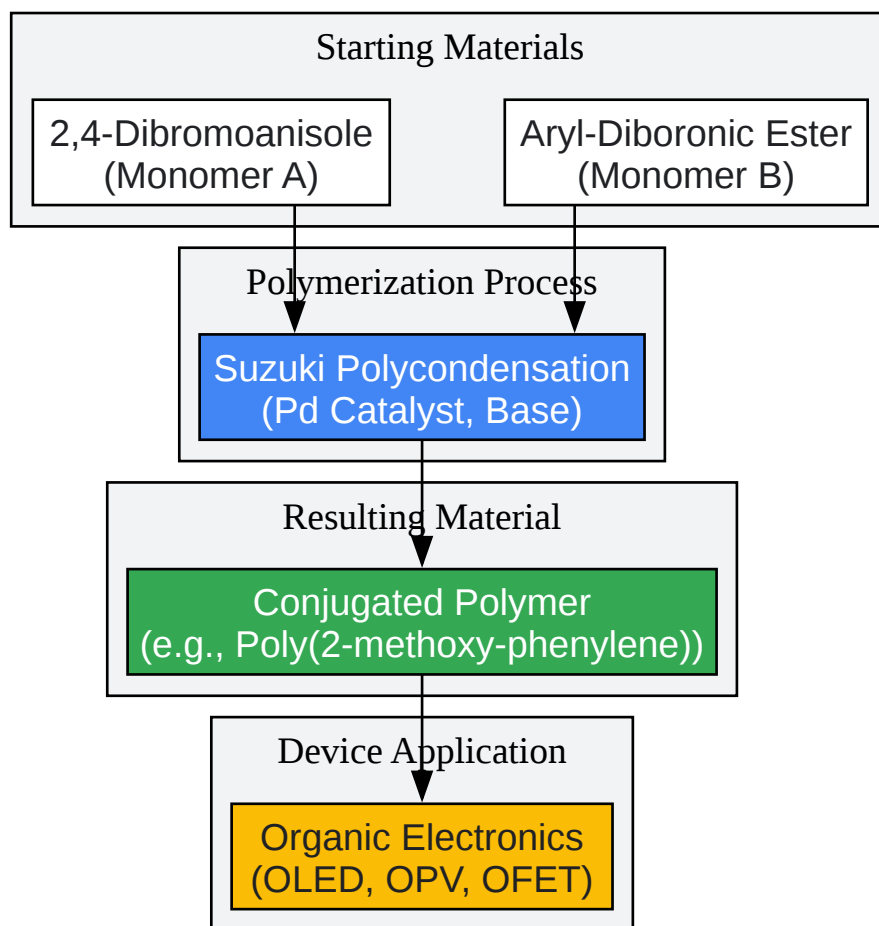 Starting Materials
2,4-Dibromoanisole
(Monomer A)
Aryl-Diboronic Ester
(Monomer B)
Polymerization Process
Suzuki Polycondensation
(Pd Catalyst, Base)
Resulting Material
Conjugated Polymer
(e.g., Poly(2-methoxy-phenylene))
Device Application
Organic Electronics
(OLED, OPV, OFET)